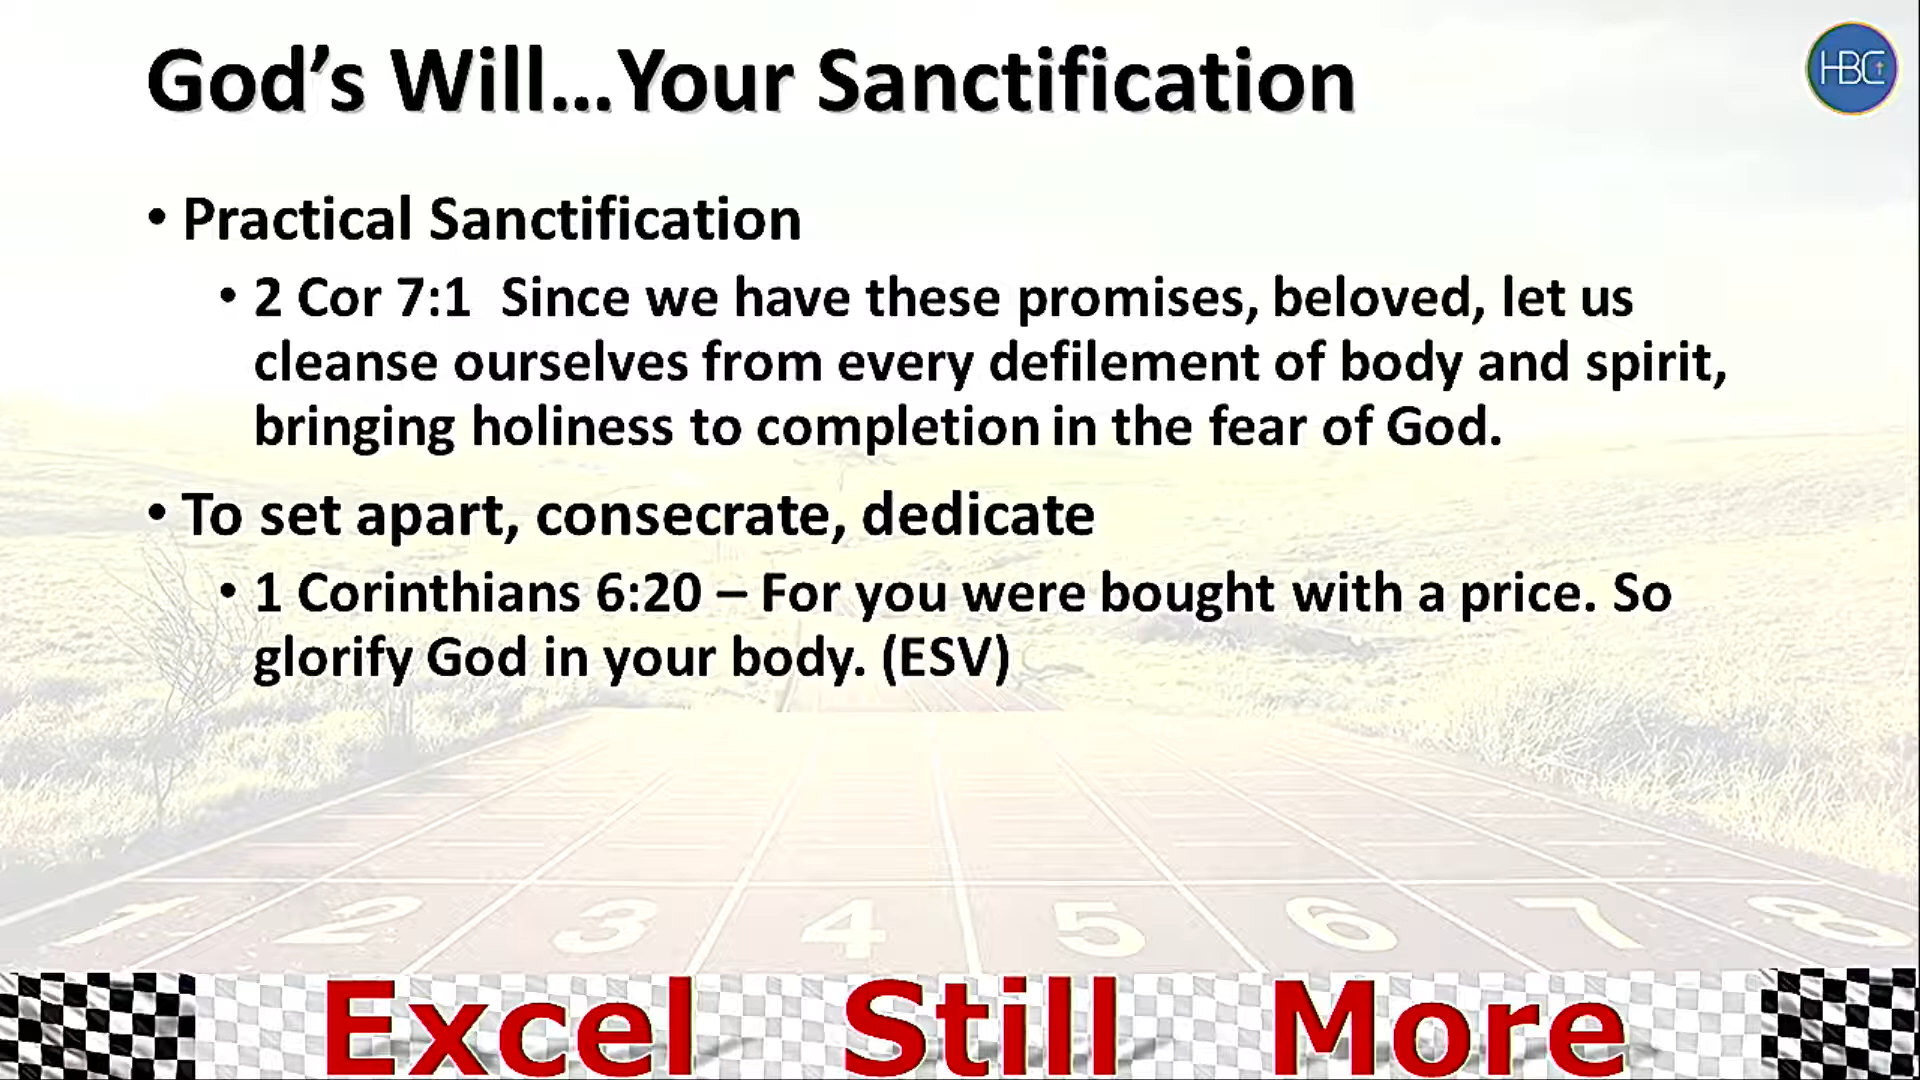 God’s Will...Your Sanctification
HBC
• Practical Sanctification
• 2 Cor 7:1  Since we have these promises, beloved, let us
cleanse ourselves from every defilement of body and spirit,
bringing holiness to completion in the fear of God.
• To set apart, consecrate, dedicate
• 1 Corinthians 6:20 – For you were bought with a price. So
glorify God in your body. (ESV)
1 2 3 4 5 6 7 8
Excel Still More